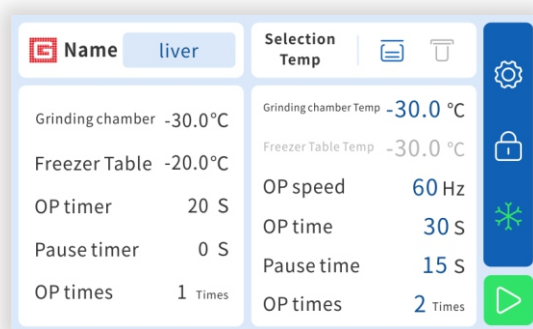 G Name liver
Selection
Temp
Grinding chamber -30.0°C
Freezer Table -20.0°C
OP timer 20 S
Pause timer 0 S
OP times 1 Times
Grinding chamber Temp -30.0 °C
Freezer Table Temp -30.0 °C
OP speed 60 Hz
OP time 30 S
Pause time 15 S
OP times 2 Times